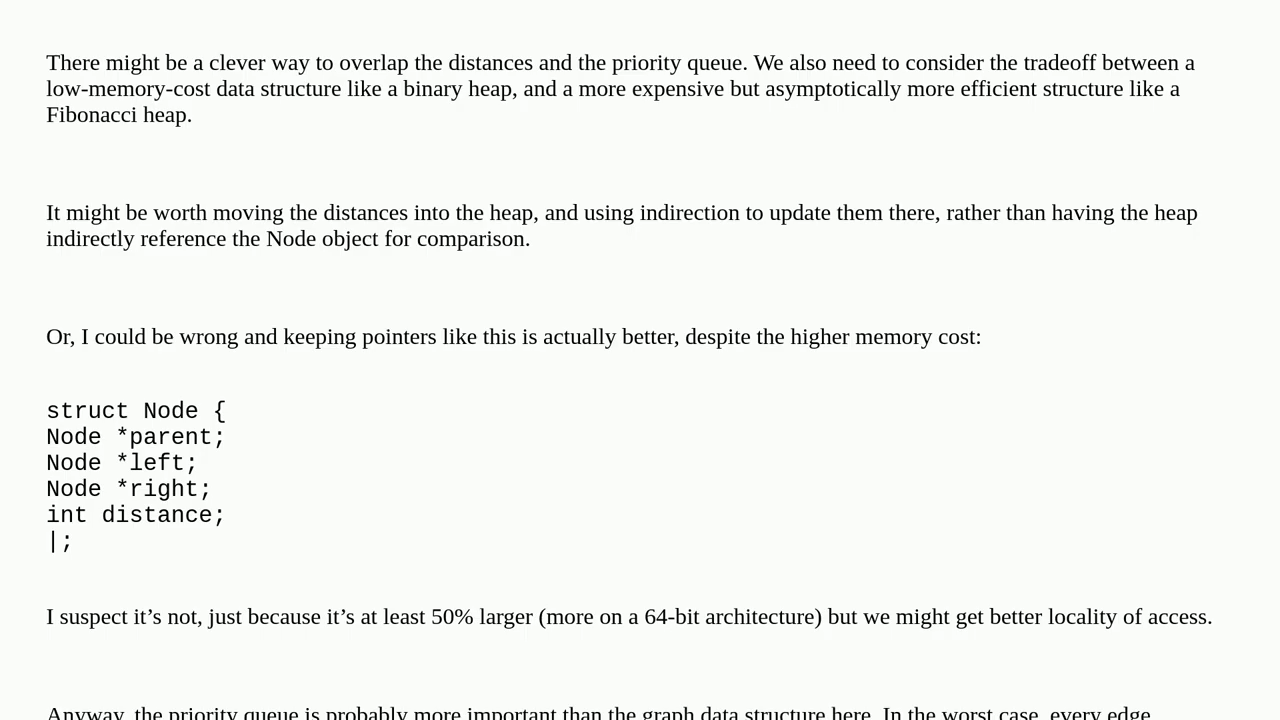 There might be a clever way to overlap the distances and the priority queue. We also need to consider the tradeoff between a
low-memory-cost data structure like a binary heap, and a more expensive but asymptotically more efficient structure like a
Fibonacci heap.
It might be worth moving the distances into the heap, and using indirection to update them there, rather than having the heap
indirectly reference the Node object for comparison.
Or, I could be wrong and keeping pointers like this is actually better, despite the higher memory cost:
struct Node {
Node *parent;
Node *left;
Node *right;
int distance;
|;
I suspect it’s not, just because it’s at least 50% larger (more on a 64-bit architecture) but we might get better locality of access.
Anyway, the priority queue is probably more important than the graph data structure here. In the worst case, every edge